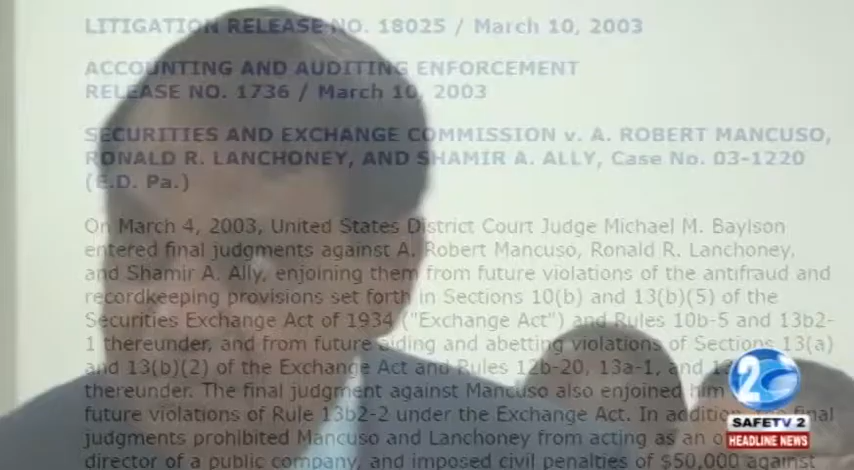 LITIGATION RELEASE NO. 18025 / March 10, 2003
ACCOUNTING AND AUDITING ENFORCEMENT
RELEASE NO. 1736 / March 10, 2003
SECURITIES AND EXCHANGE COMMISSION v. A. ROBERT MANCUSO,
RONALD R. LANCHONEY, AND SHAMIR A. ALLY, Case No. 03-1220
(E.D. Pa.)
On March 4, 2003, United States District Court Judge Michael M. Baylson
entered final judgments against A. Robert Mancuso, Ronald R. Lanchoney,
and Shamir A. Ally, enjoining them from future violations of the antifraud and
recordkeeping provisions set forth in Sections 10(b) and 13(b)(5) of the
Securities Exchange Act of 1934 ("Exchange Act") and Rules 10b-5 and 13b2-
1 thereunder, and from future aiding and abetting violations of Sections 13(a)
and 13(b)(2) of the Exchange Act and Rules 12b-20, 13a-1, and
thereunder. The final judgment against Mancuso also enjoined him
future violations of Rule 13b2-2 under the Exchange Act. In addition, final
judgments prohibited Mancuso and Lanchoney from acting as an
director of a public company, and imposed civil penalties of $50,000 against
2
SAFETV 2
HEADLINE NEWS